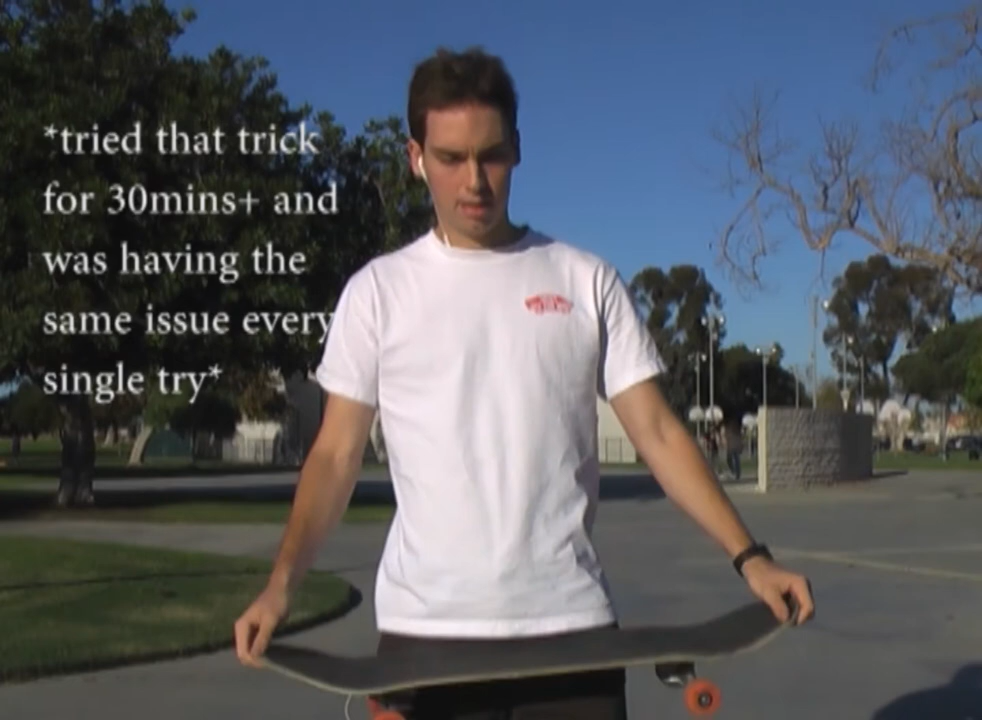 *tried that trick
for 30mins+ and
was having the
same issue every
single try*